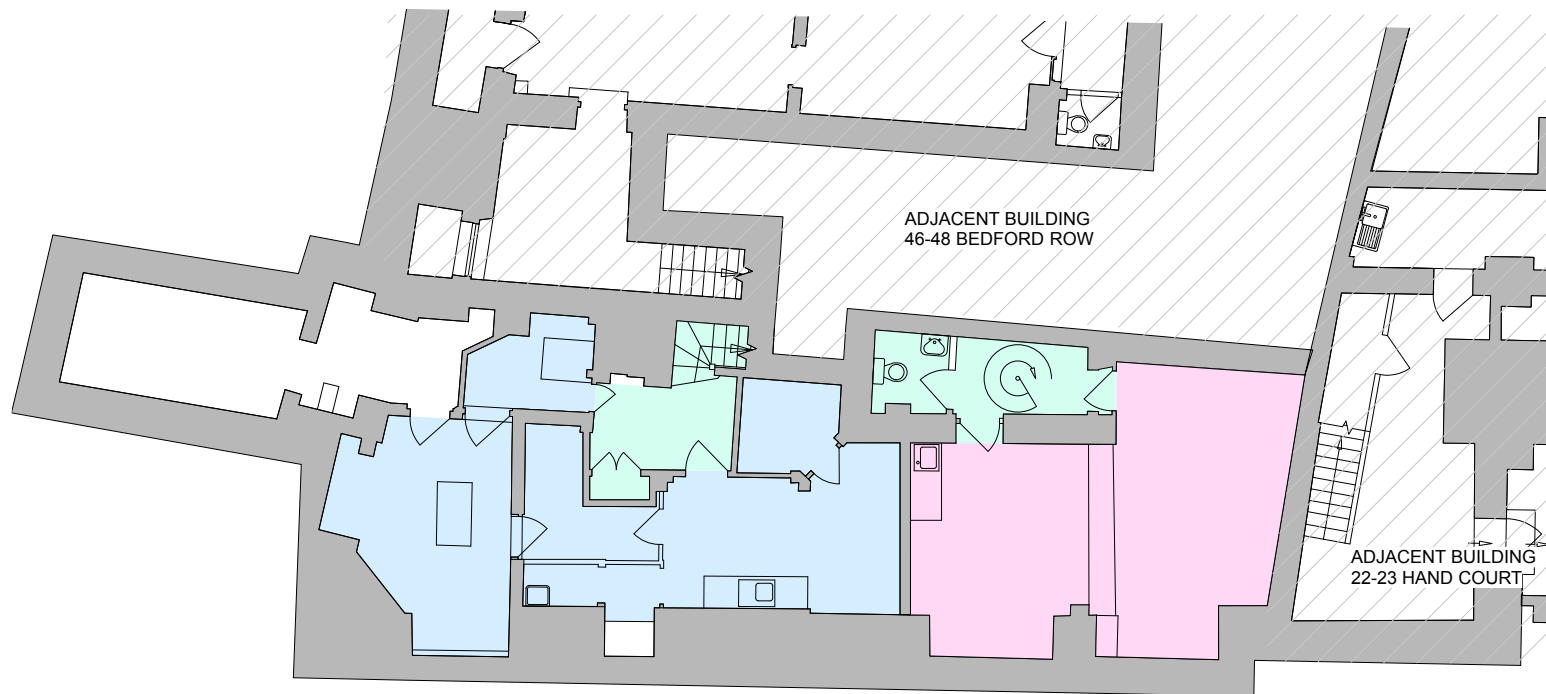 ADJACENT BUILDING
46-48 BEDFORD ROW
ADJACENT BUILDING
22-23 HAND COURT